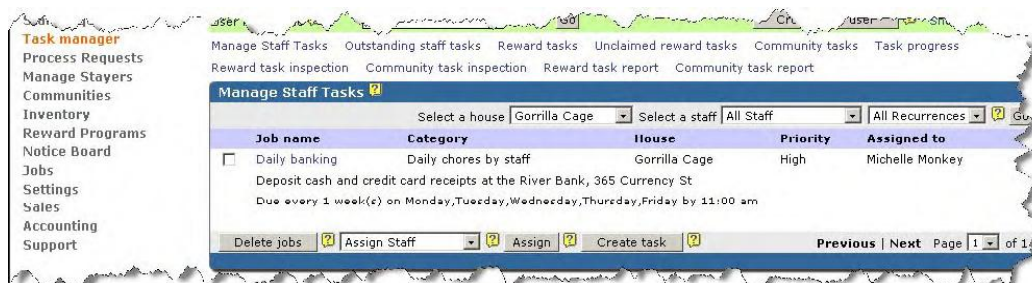 Task manager
Process Requests
Manage Stayers
Communities
Inventory
Reward Programs
Notice Board
Jobs
Settings
Sales
Accounting
Support
Manage Staff Tasks Outstanding staff tasks Reward tasks Unclaimed reward tasks Community tasks Task progress
Reward task inspection Community task inspection Reward task report Community task report
Manage Staff Tasks ?
Select a house Gorrilla Cage Select a staff All Staff All Recurrences ?
Job name Category House Priority Assigned to
Daily banking Daily chores by staff Gorrilla Cage High Michelle Monkey
Deposit cash and credit card receipts at the River Bank, 365 Currency St
Due every 1 week(s) on Monday,Tuesday,Wednesday,Thursday,Friday by 11:00 am
Delete jobs ? Assign Staff ? Assign ? Create task ? Previous | Next Page 1 of